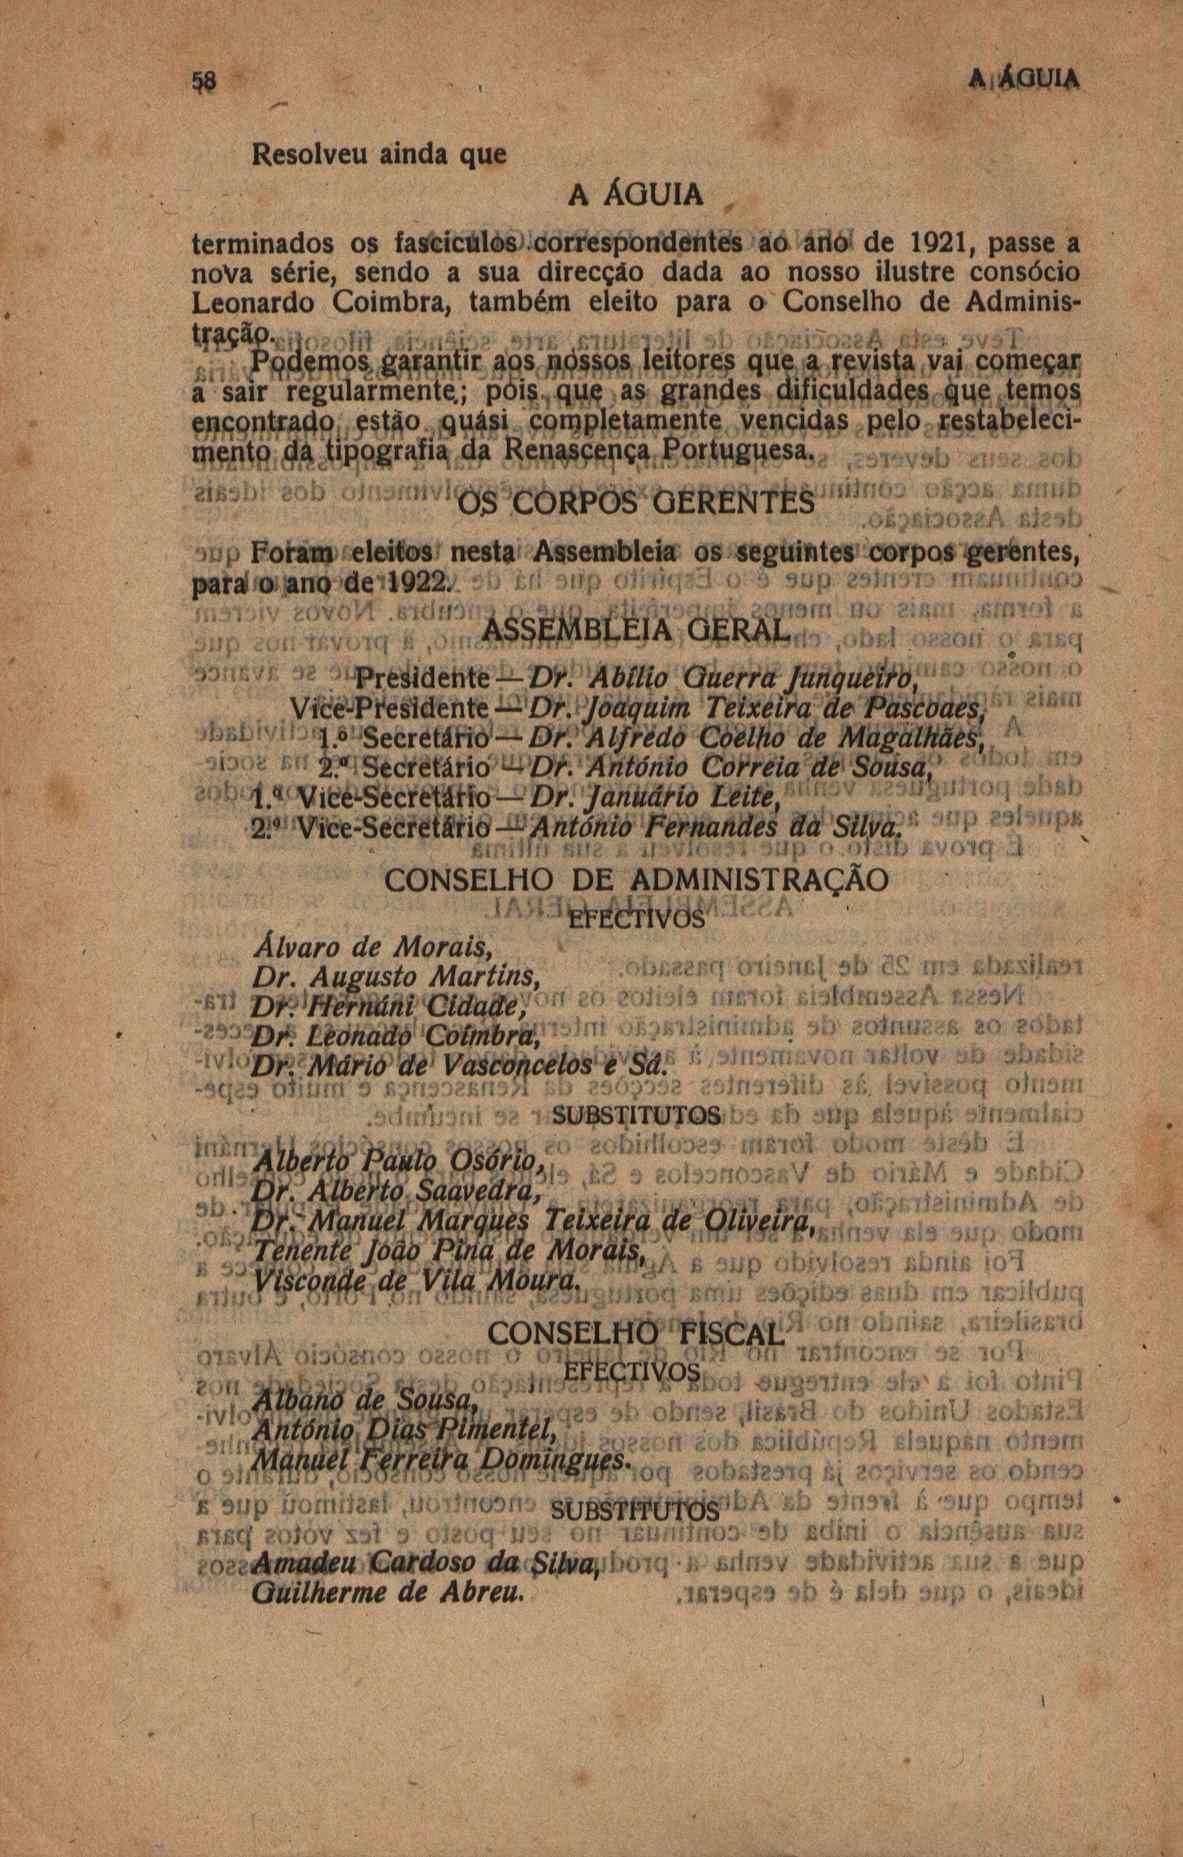 58 A ÁGUIA
Resolveu ainda que
A ÁGUIA
terminados os fascículos correspondentes ao ano de 1921, passe a
nova série, sendo a sua direcção dada ao nosso ilustre consócio
Leonardo Coimbra, também eleito para o Conselho de Adminis-
tração.
Podemos garantir aos nossos leitores que a revista vai começar
a sair regularmente; pois que as grandes dificuldades que temos
encontrado estão quási completamente vencidas pelo restabeleci-
mento da tipografia da Renascença Portuguesa.
OS CORPOS GERENTES
Foram eleitos nesta Assembleia os seguintes corpos gerentes,
para o ano de 1922.
ASSEMBLEIA GERAL
Presidente — Dr. Abílio Guerra Junqueiro,
Vice-Presidente — Dr. Joaquim Teixeira de Pascoaes,
1.º Secretário — Dr. Alfredo Coelho de Magalhães,
2.º Secretário — Dr. António Correia de Sousa,
1.º Vice-Secretário — Dr. Januário Leite,
2.º Vice-Secretário — António Fernandes da Silva.
CONSELHO DE ADMINISTRAÇÃO
EFECTIVOS
Álvaro de Morais,
Dr. Augusto Martins,
Dr. Hernâni Cidade,
Dr. Leonado Coimbra,
Dr. Mário de Vasconcelos e Sá.
SUBSTITUTOS
Alberto Paulo Osório,
Dr. Alberto Saavedra,
Dr. Manuel Marques Teixeira de Oliveira,
Tenente João Pina de Morais,
Visconde de Vila Moura.
CONSELHO FISCAL
EFECTIVOS
Albano de Sousa,
António Dias Pimentel,
Manuel Ferreira Domingues.
SUBSTITUTOS
Amadeu Cardoso da Silva,
Guilherme de Abreu.